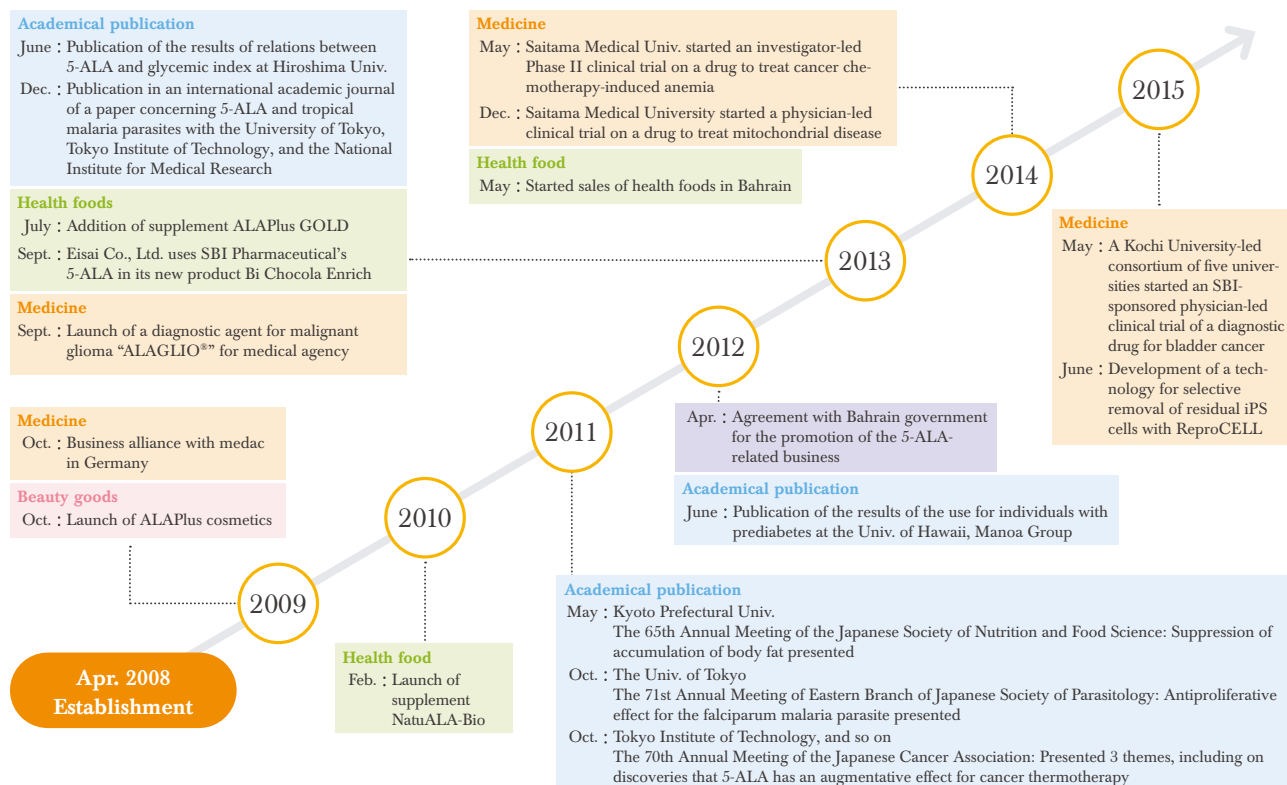 Academical publication
June : Publication of the results of relations between
5-ALA and glycemic index at Hiroshima Univ.
Dec. : Publication in an international academic journal
of a paper concerning 5-ALA and tropical
malaria parasites with the University of Tokyo,
Tokyo Institute of Technology, and the National
Institute for Medical Research
Health foods
July : Addition of supplement ALAPlus GOLD
Sept. : Eisai Co., Ltd. uses SBI Pharmaceutical's
5-ALA in its new product Bi Chocola Enrich
Medicine
Sept. : Launch of a diagnostic agent for malignant
glioma "ALAGLIO®" for medical agency
Medicine
May : Saitama Medical Univ. started an investigator-led
Phase II clinical trial on a drug to treat cancer che-
motherapy-induced anemia
Dec. : Saitama Medical University started a physician-led
clinical trial on a drug to treat mitochondrial disease
Health food
May : Started sales of health foods in Bahrain
2015
2014
2013
2012
2011
2010
2009
Medicine
May : A Kochi University-led
consortium of five univer-
sities started an SBI-
sponsored physician-led
clinical trial of a diagnostic
drug for bladder cancer
June : Development of a tech-
nology for selective
removal of residual iPS
cells with ReproCELL
Medicine
Oct. : Business alliance with medac
in Germany
Beauty goods
Oct. : Launch of ALAPlus cosmetics
Apr. : Agreement with Bahrain government
for the promotion of the 5-ALA-
related business
Academical publication
June : Publication of the results of the use for individuals with
prediabetes at the Univ. of Hawaii, Manoa Group
Apr. 2008
Establishment
Health food
Feb. : Launch of
supplement
NatuALA-Bio
Academical publication
May : Kyoto Prefectural Univ.
The 65th Annual Meeting of the Japanese Society of Nutrition and Food Science: Suppression of
accumulation of body fat presented
Oct. : The Univ. of Tokyo
The 71st Annual Meeting of Eastern Branch of Japanese Society of Parasitology: Antiproliferative
effect for the falciparum malaria parasite presented
Oct. : Tokyo Institute of Technology, and so on
The 70th Annual Meeting of the Japanese Cancer Association: Presented 3 themes, including on
discoveries that 5-ALA has an augmentative effect for cancer thermotherapy